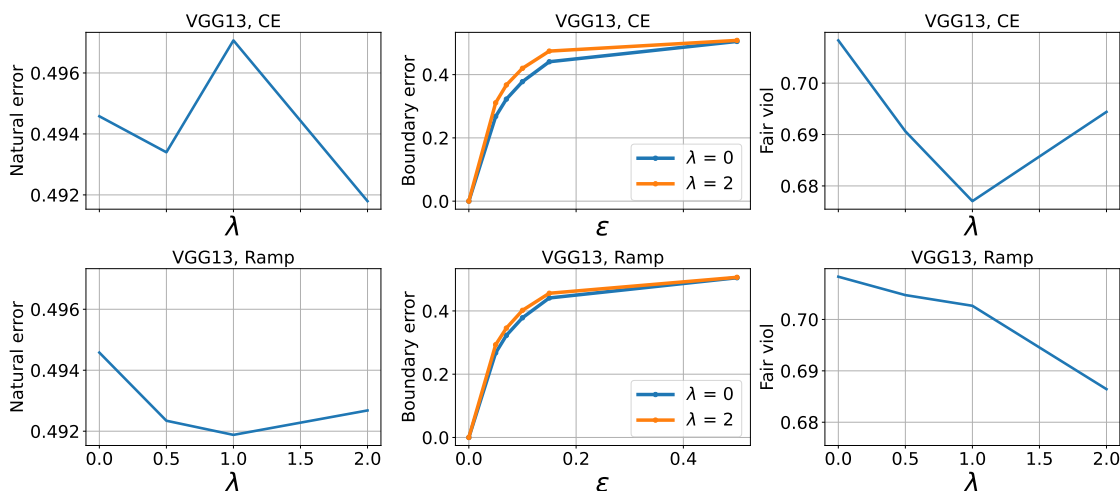 VGG13, CE
Natural error
0.496
0.494
0.492
λ
VGG13, CE
Boundary error
0.4
0.2
0.0
λ = 0
λ = 2
ε
VGG13, CE
Fair viol
0.70
0.69
0.68
λ
VGG13, Ramp
Natural error
0.496
0.494
0.492
0.0 0.5 1.0 1.5 2.0
λ
VGG13, Ramp
Boundary error
0.4
0.2
0.0
λ = 0
λ = 2
0.0 0.2 0.4
ε
VGG13, Ramp
Fair viol
0.70
0.69
0.68
0.0 0.5 1.0 1.5 2.0
λ